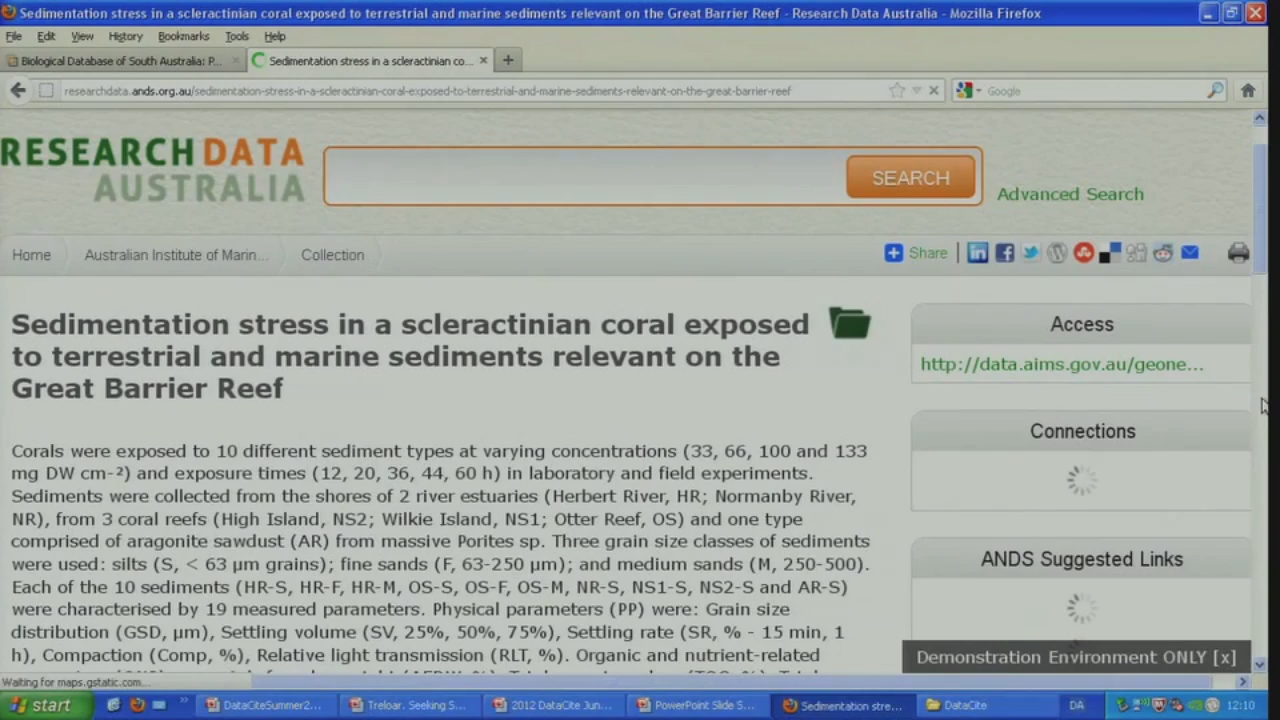 Sedimentation stress in a scleractinian coral exposed to terrestrial and marine sediments relevant on the Great Barrier Reef - Research Data Australia - Mozilla Firefox
File Edit View History Bookmarks Tools Help
Biological Database of South Australia: P...
Sedimentation stress in a scleractinian co...
researchdata.ands.org.au/sedimentation-stress-in-a-scleractinian-coral-exposed-to-terrestrial-and-marine-sediments-relevant-on-the-great-barrier-reef
Google
RESEARCH DATA
AUSTRALIA
SEARCH
Advanced Search
Home
Australian Institute of Marin...
Collection
Share
Sedimentation stress in a scleractinian coral exposed
to terrestrial and marine sediments relevant on the
Great Barrier Reef
Corals were exposed to 10 different sediment types at varying concentrations (33, 66, 100 and 133
mg DW cm-²) and exposure times (12, 20, 36, 44, 60 h) in laboratory and field experiments.
Sediments were collected from the shores of 2 river estuaries (Herbert River, HR; Normanby River,
NR), from 3 coral reefs (High Island, NS2; Wilkie Island, NS1; Otter Reef, OS) and one type
comprised of aragonite sawdust (AR) from massive Porites sp. Three grain size classes of sediments
were used: silts (S, < 63 µm grains); fine sands (F, 63-250 µm); and medium sands (M, 250-500).
Each of the 10 sediments (HR-S, HR-F, HR-M, OS-S, OS-F, OS-M, NR-S, NS1-S, NS2-S and AR-S)
were characterised by 19 measured parameters. Physical parameters (PP) were: Grain size
distribution (GSD, µm), Settling volume (SV, 25%, 50%, 75%), Settling rate (SR, % - 15 min, 1
h), Compaction (Comp, %), Relative light transmission (RLT, %). Organic and nutrient-related
Access
http://data.aims.gov.au/geone...
Connections
ANDS Suggested Links
Demonstration Environment ONLY [x]
Waiting for maps.gstatic.com...
start
DataCiteSummer2...
Treloar. Seeking S...
2012 DataCite Jun...
PowerPoint Slide S...
Sedimentation stre...
DataCite
DA
12:10